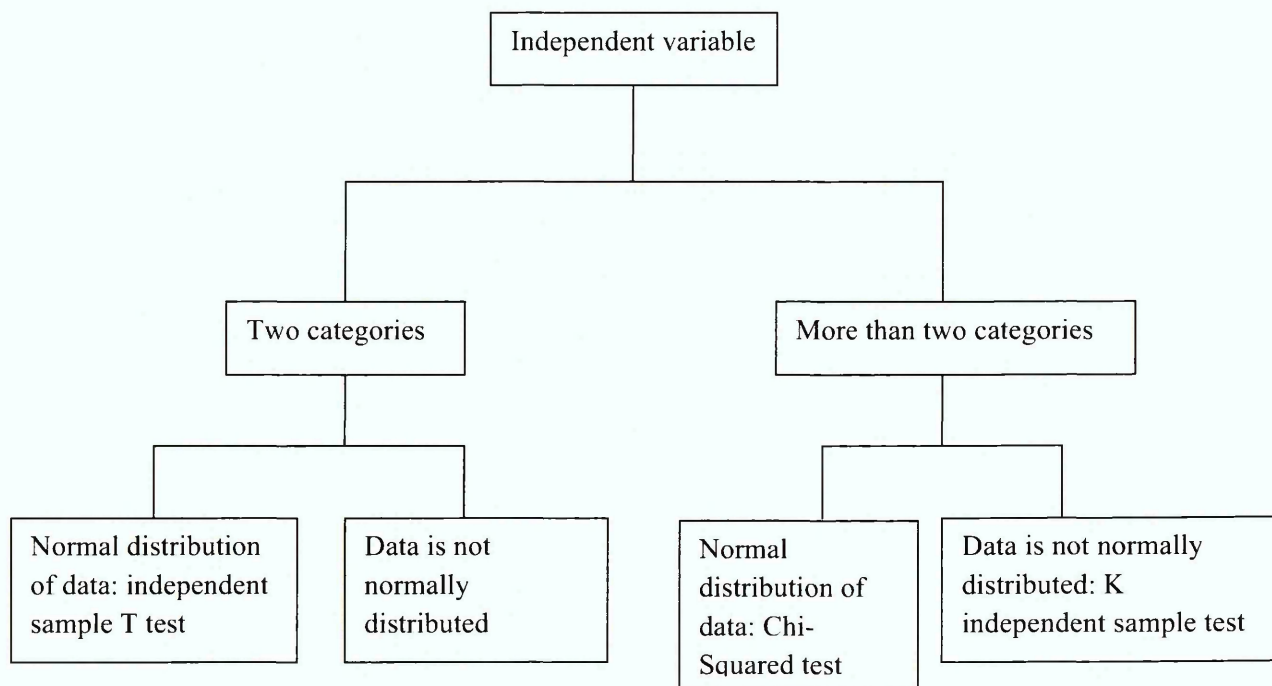 Independent variable
Two categories
More than two categories
Normal distribution
of data: independent
sample T test
Data is not
normally
distributed
Normal
distribution of
data: Chi-
Squared test
Data is not normally
distributed: K
independent sample test